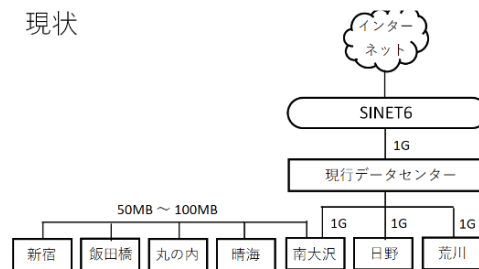 現状
インター
ネット
SINET6
1G
現行データセンター
50MB ～ 100MB
1G
1G
1G
新宿
飯田橋
丸の内
晴海
南大沢
日野
荒川